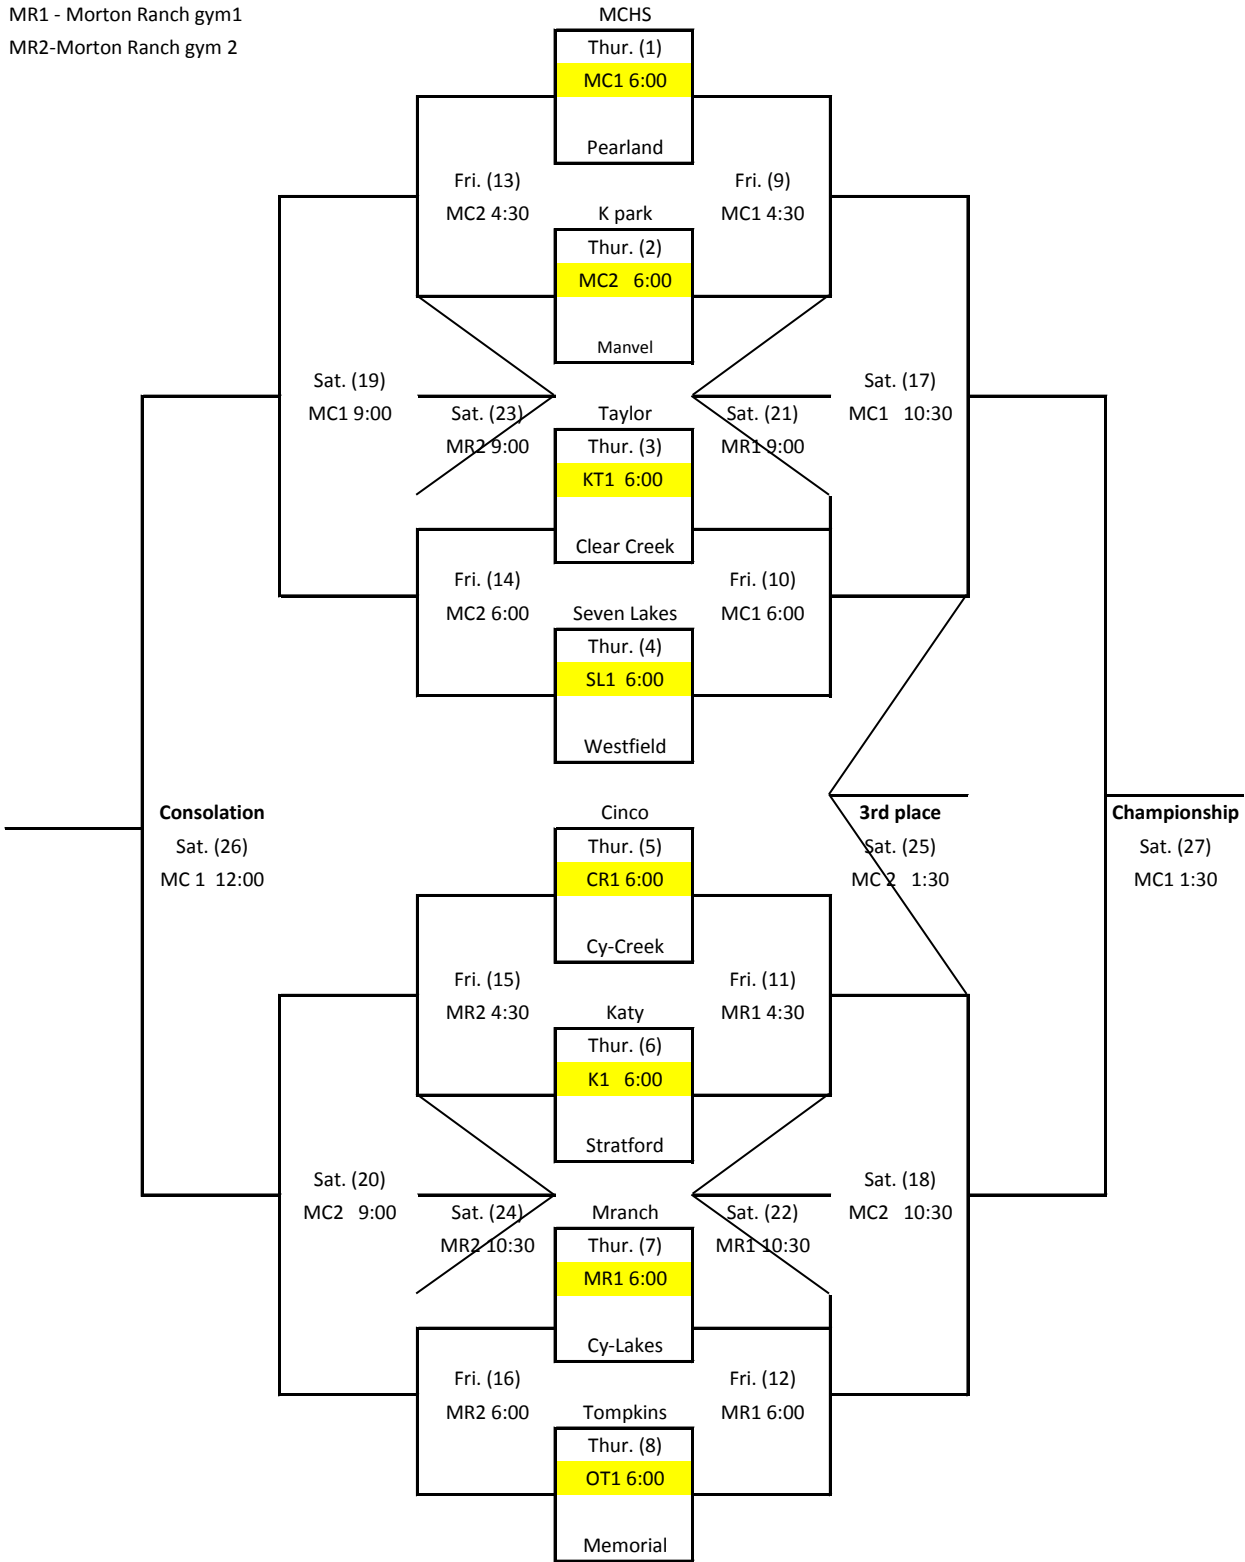 MR1 - Morton Ranch gym1
MR2-Morton Ranch gym 2
MCHS
Thur. (1)
MC1 6:00
Pearland
Fri. (13)
MC2 4:30
Fri. (9)
MC1 4:30
K park
Thur. (2)
MC2 6:00
Manvel
Sat. (19)
MC1 9:00
Sat. (23)
MR2 9:00
Sat. (21)
MR1 9:00
Sat. (17)
MC1 10:30
Taylor
Thur. (3)
KT1 6:00
Clear Creek
Fri. (14)
MC2 6:00
Fri. (10)
MC1 6:00
Seven Lakes
Thur. (4)
SL1 6:00
Westfield
Consolation
Sat. (26)
MC 1 12:00
3rd place
Sat. (25)
MC 2 1:30
Championship
Sat. (27)
MC1 1:30
Cinco
Thur. (5)
CR1 6:00
Cy-Creek
Fri. (15)
MR2 4:30
Fri. (11)
MR1 4:30
Katy
Thur. (6)
K1 6:00
Stratford
Sat. (20)
MC2 9:00
Sat. (24)
MR2 10:30
Sat. (22)
MR1 10:30
Sat. (18)
MC2 10:30
Mranch
Thur. (7)
MR1 6:00
Cy-Lakes
Fri. (16)
MR2 6:00
Fri. (12)
MR1 6:00
Tompkins
Thur. (8)
OT1 6:00
Memorial